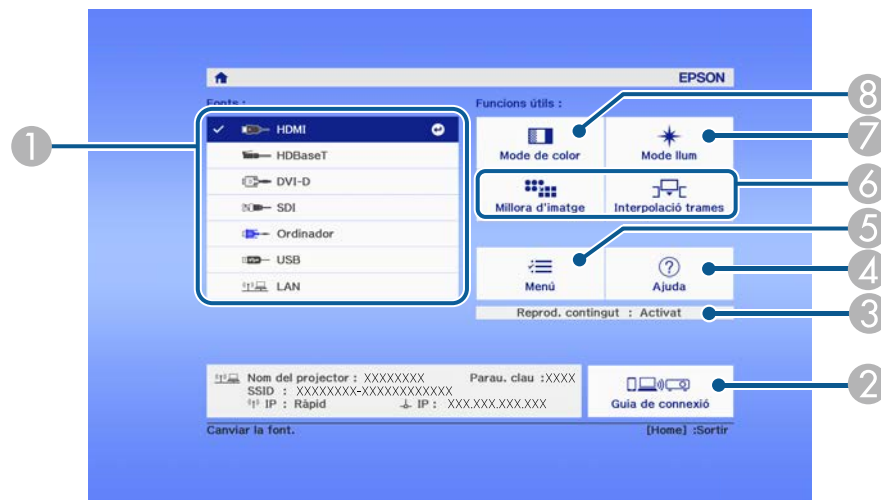 EPSON
Fonts :
Funcions útils :
8
HDMI
Mode de color
Mode llum
7
1
HDBaseT
DVI-D
6
SDI
Millora d'imatge
Interpolació trames
Ordinador
5
USB
Menú
Ajuda
4
LAN
Reprod. contingut : Activat
3
Nom del projector : XXXXXXXX
Parau. clau :XXXX
SSID : XXXXXXXX-XXXXXXXXXXXX
IP : Ràpid
IP : XXX.XXX.XXX.XXX
Guia de connexió
2
Canviar la font.
[Home] :Sortir